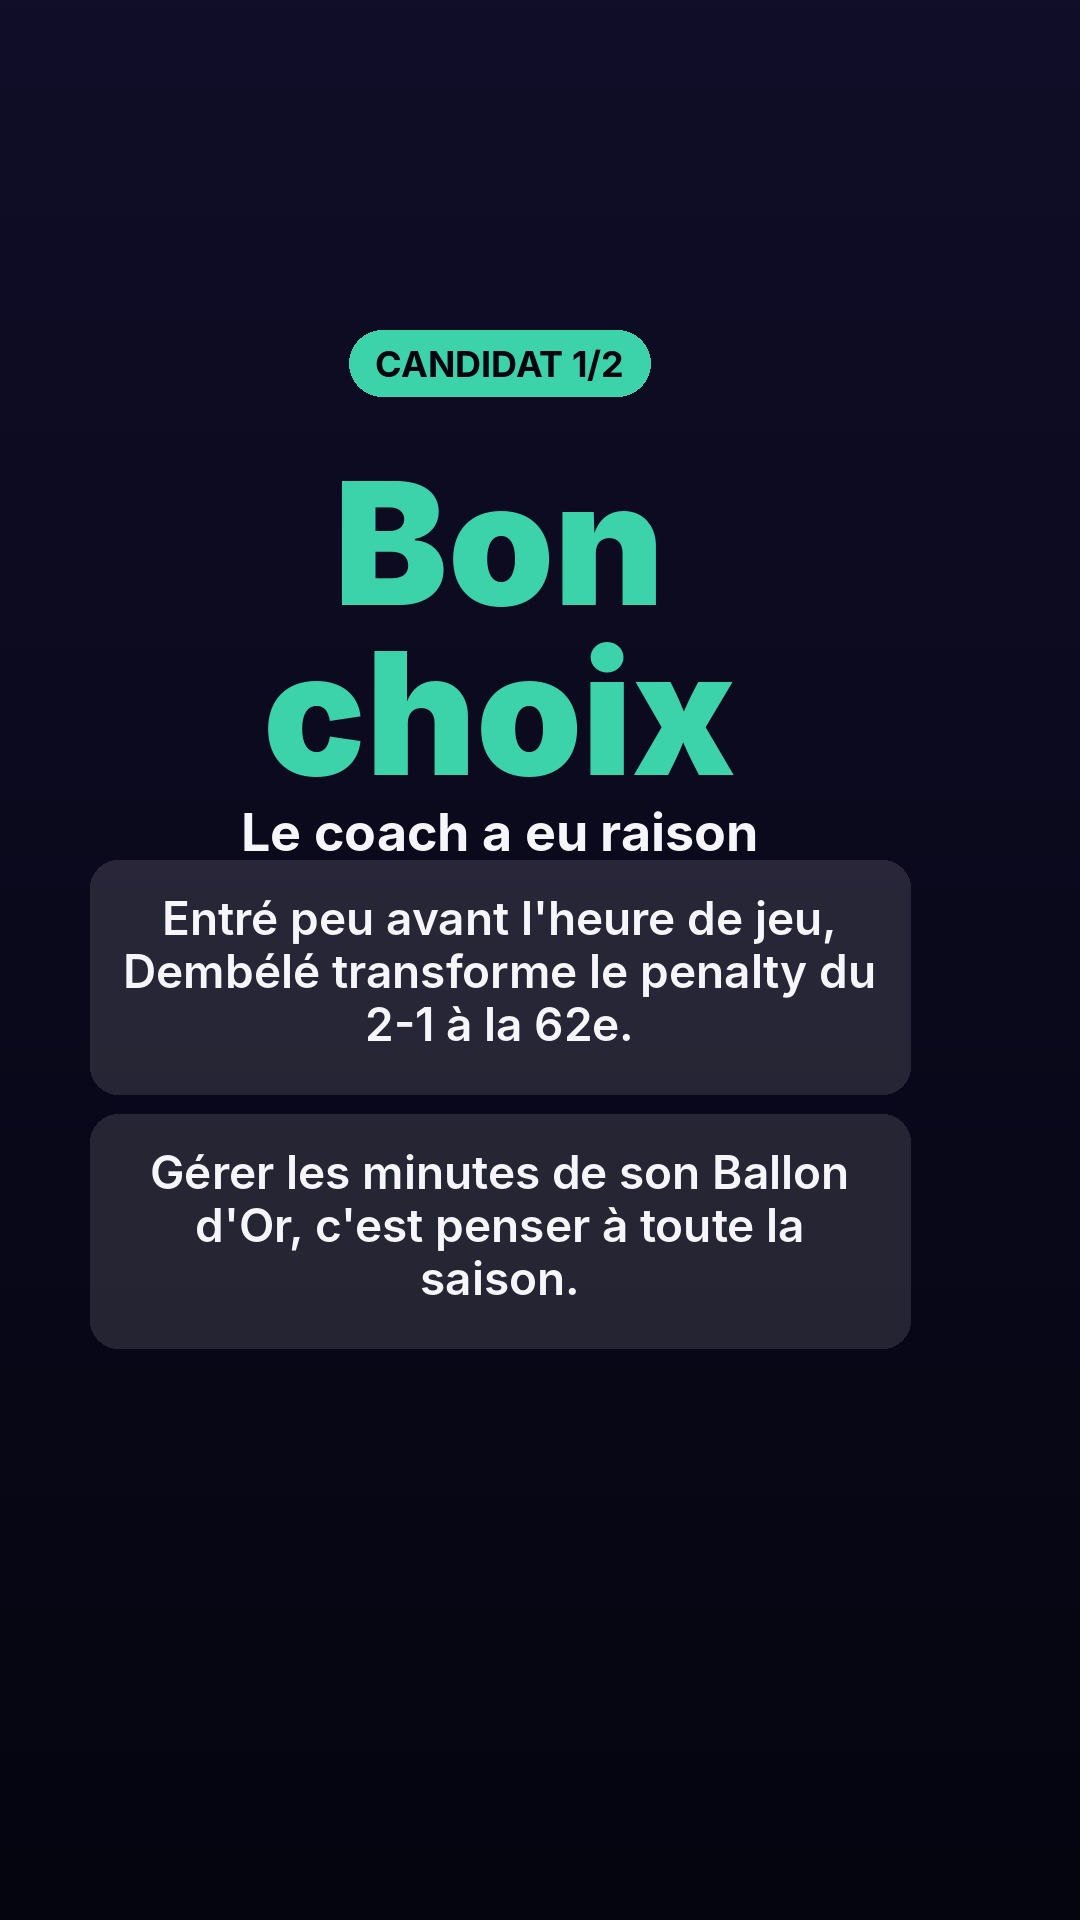 CANDIDAT 1/2
Bon
choix
Le coach a eu raison
Entré peu avant l'heure de jeu,
Dembélé transforme le penalty du
2-1 à la 62e.
Gérer les minutes de son Ballon
d'Or, c'est penser à toute la
saison.